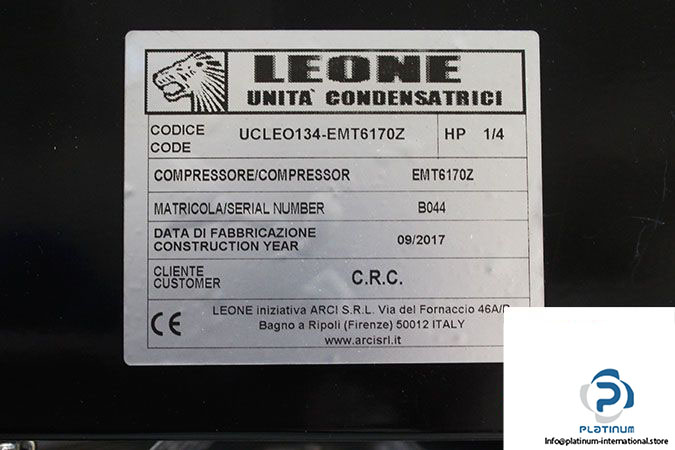 LEONE
UNITA' CONDENSATRICI
CODICE
CODE
UCLEO134-EMT6170Z
HP 1/4
COMPRESSORE/COMPRESSOR EMT6170Z
MATRICOLA/SERIAL NUMBER B044
DATA DI FABBRICAZIONE
CONSTRUCTION YEAR
09/2017
CLIENTE
CUSTOMER
C.R.C.
CE
LEONE iniziativa ARCI S.R.L. Via del Fornaccio 46A/
Bagno a Ripoli (Firenze) 50012 ITALY
www.arcisrl.it
PLATINUM
Info@platinum-international.store